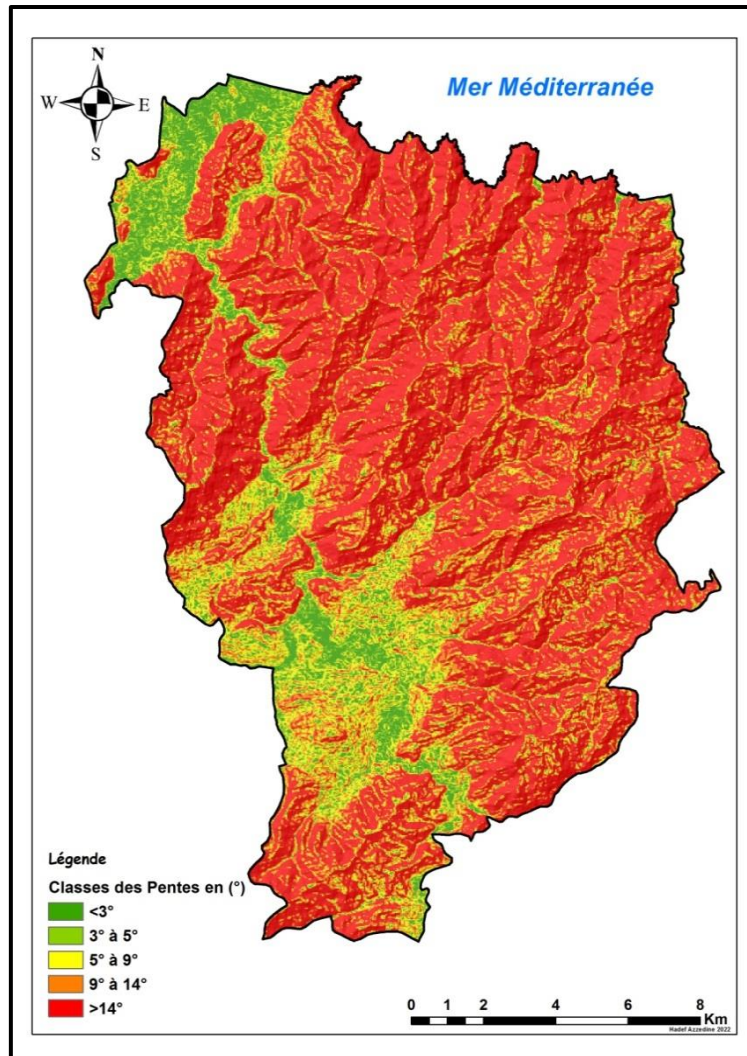 N
W E
S
Mer Méditerranée
Légende
Classes des Pentes en (°)
<3°
3° à 5°
5° à 9°
9° à 14°
>14°
0 1 2 4 6 8
Km
Hadef Azzedine 2022